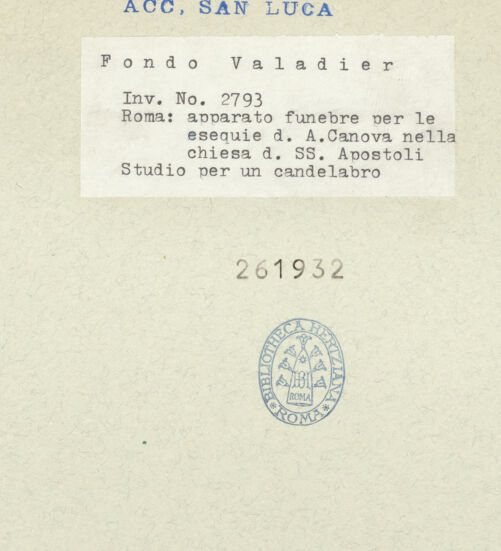 ACC, SAN LUCA
Fondo Valadier
Inv. No. 2793
Roma: apparato funebre per le
esequie d. A.Canova nella
chiesa d. SS. Apostoli
Studio per un candelabro
261932
BIBLIOTHECA HERTZIANA
ROMA
* ROMA *